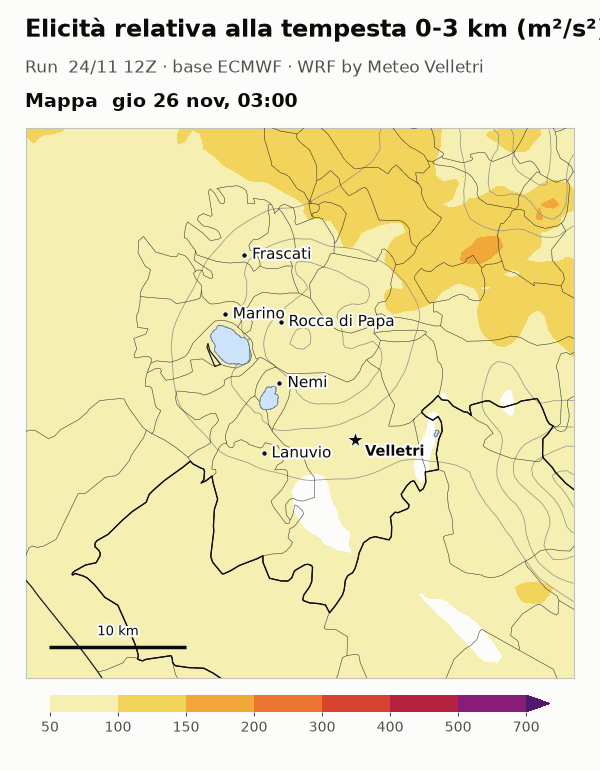 Elicità relativa alla tempesta 0-3 km (m²/s²)
Run 24/11 12Z · base ECMWF · WRF by Meteo Velletri
Mappa gio 26 nov, 03:00
Frascati
Marino
Rocca di Papa
Nemi
Velletri
Lanuvio
10 km
50 100 150 200 300 400 500 700